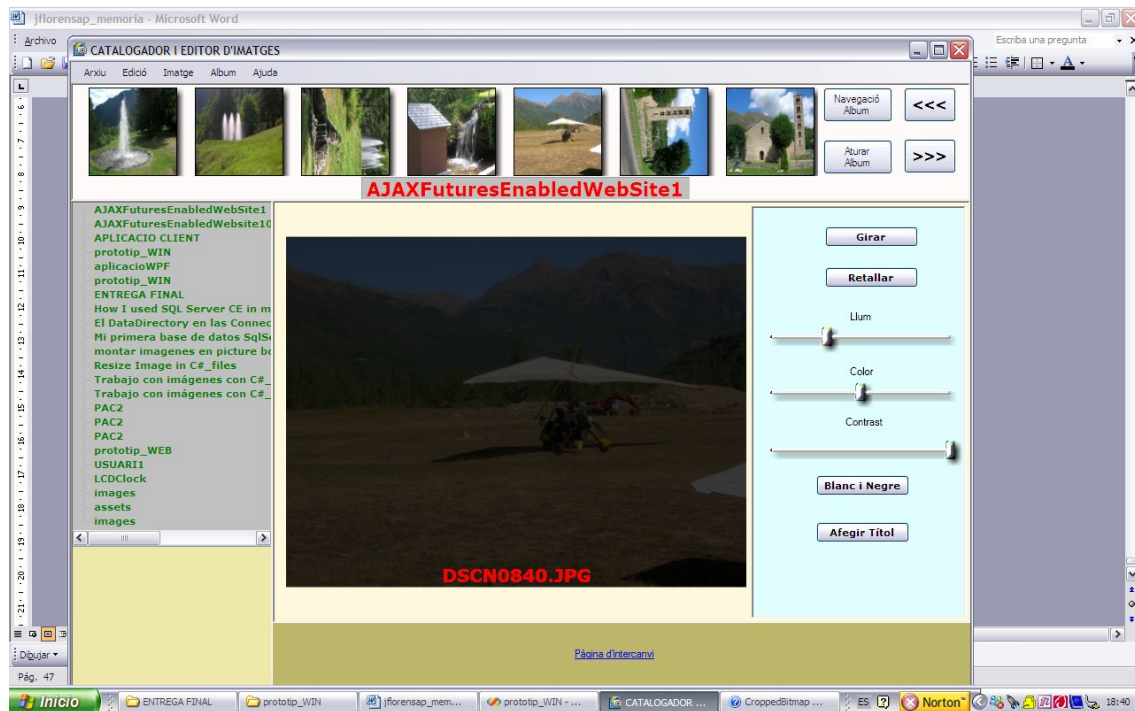 jflorensap_memoria - Microsoft Word
Archivo
Escriba una pregunta
CATALOGADOR I EDITOR D'IMATGES
Arxiu Edició Imatge Album Ajuda
Navegació
Album
<<<
Aturar
Album
>>>
AJAXFuturesEnabledWebSite1
AJAXFuturesEnabledWebSite1
AJAXFuturesEnabledWebsite10
APLICACIO CLIENT
prototip_WIN
aplicacioWPF
prototip_WIN
ENTREGA FINAL
How I used SQL Server CE in m
El DataDirectory en las Connec
Mi primera base de datos SqlSe
montar imagenes en picture bo
Resize Image in C#_files
Trabajo con imágenes con C#_
Trabajo con imágenes con C#_
PAC2
PAC2
PAC2
prototip_WEB
USUARI1
LCDClock
images
assets
images
DSCN0840.JPG
Girar
Retallar
Llum
Color
Contrast
Blanc i Negre
Afegir Títol
Pàgina d'intercanvi
Dibujar
Pág. 47
Inicio
ENTREGA FINAL
prototip_WIN
jflorensap_mem...
prototip_WIN - ...
CATALOGADOR ...
CroppedBitmap ...
ES
Norton™
18:40